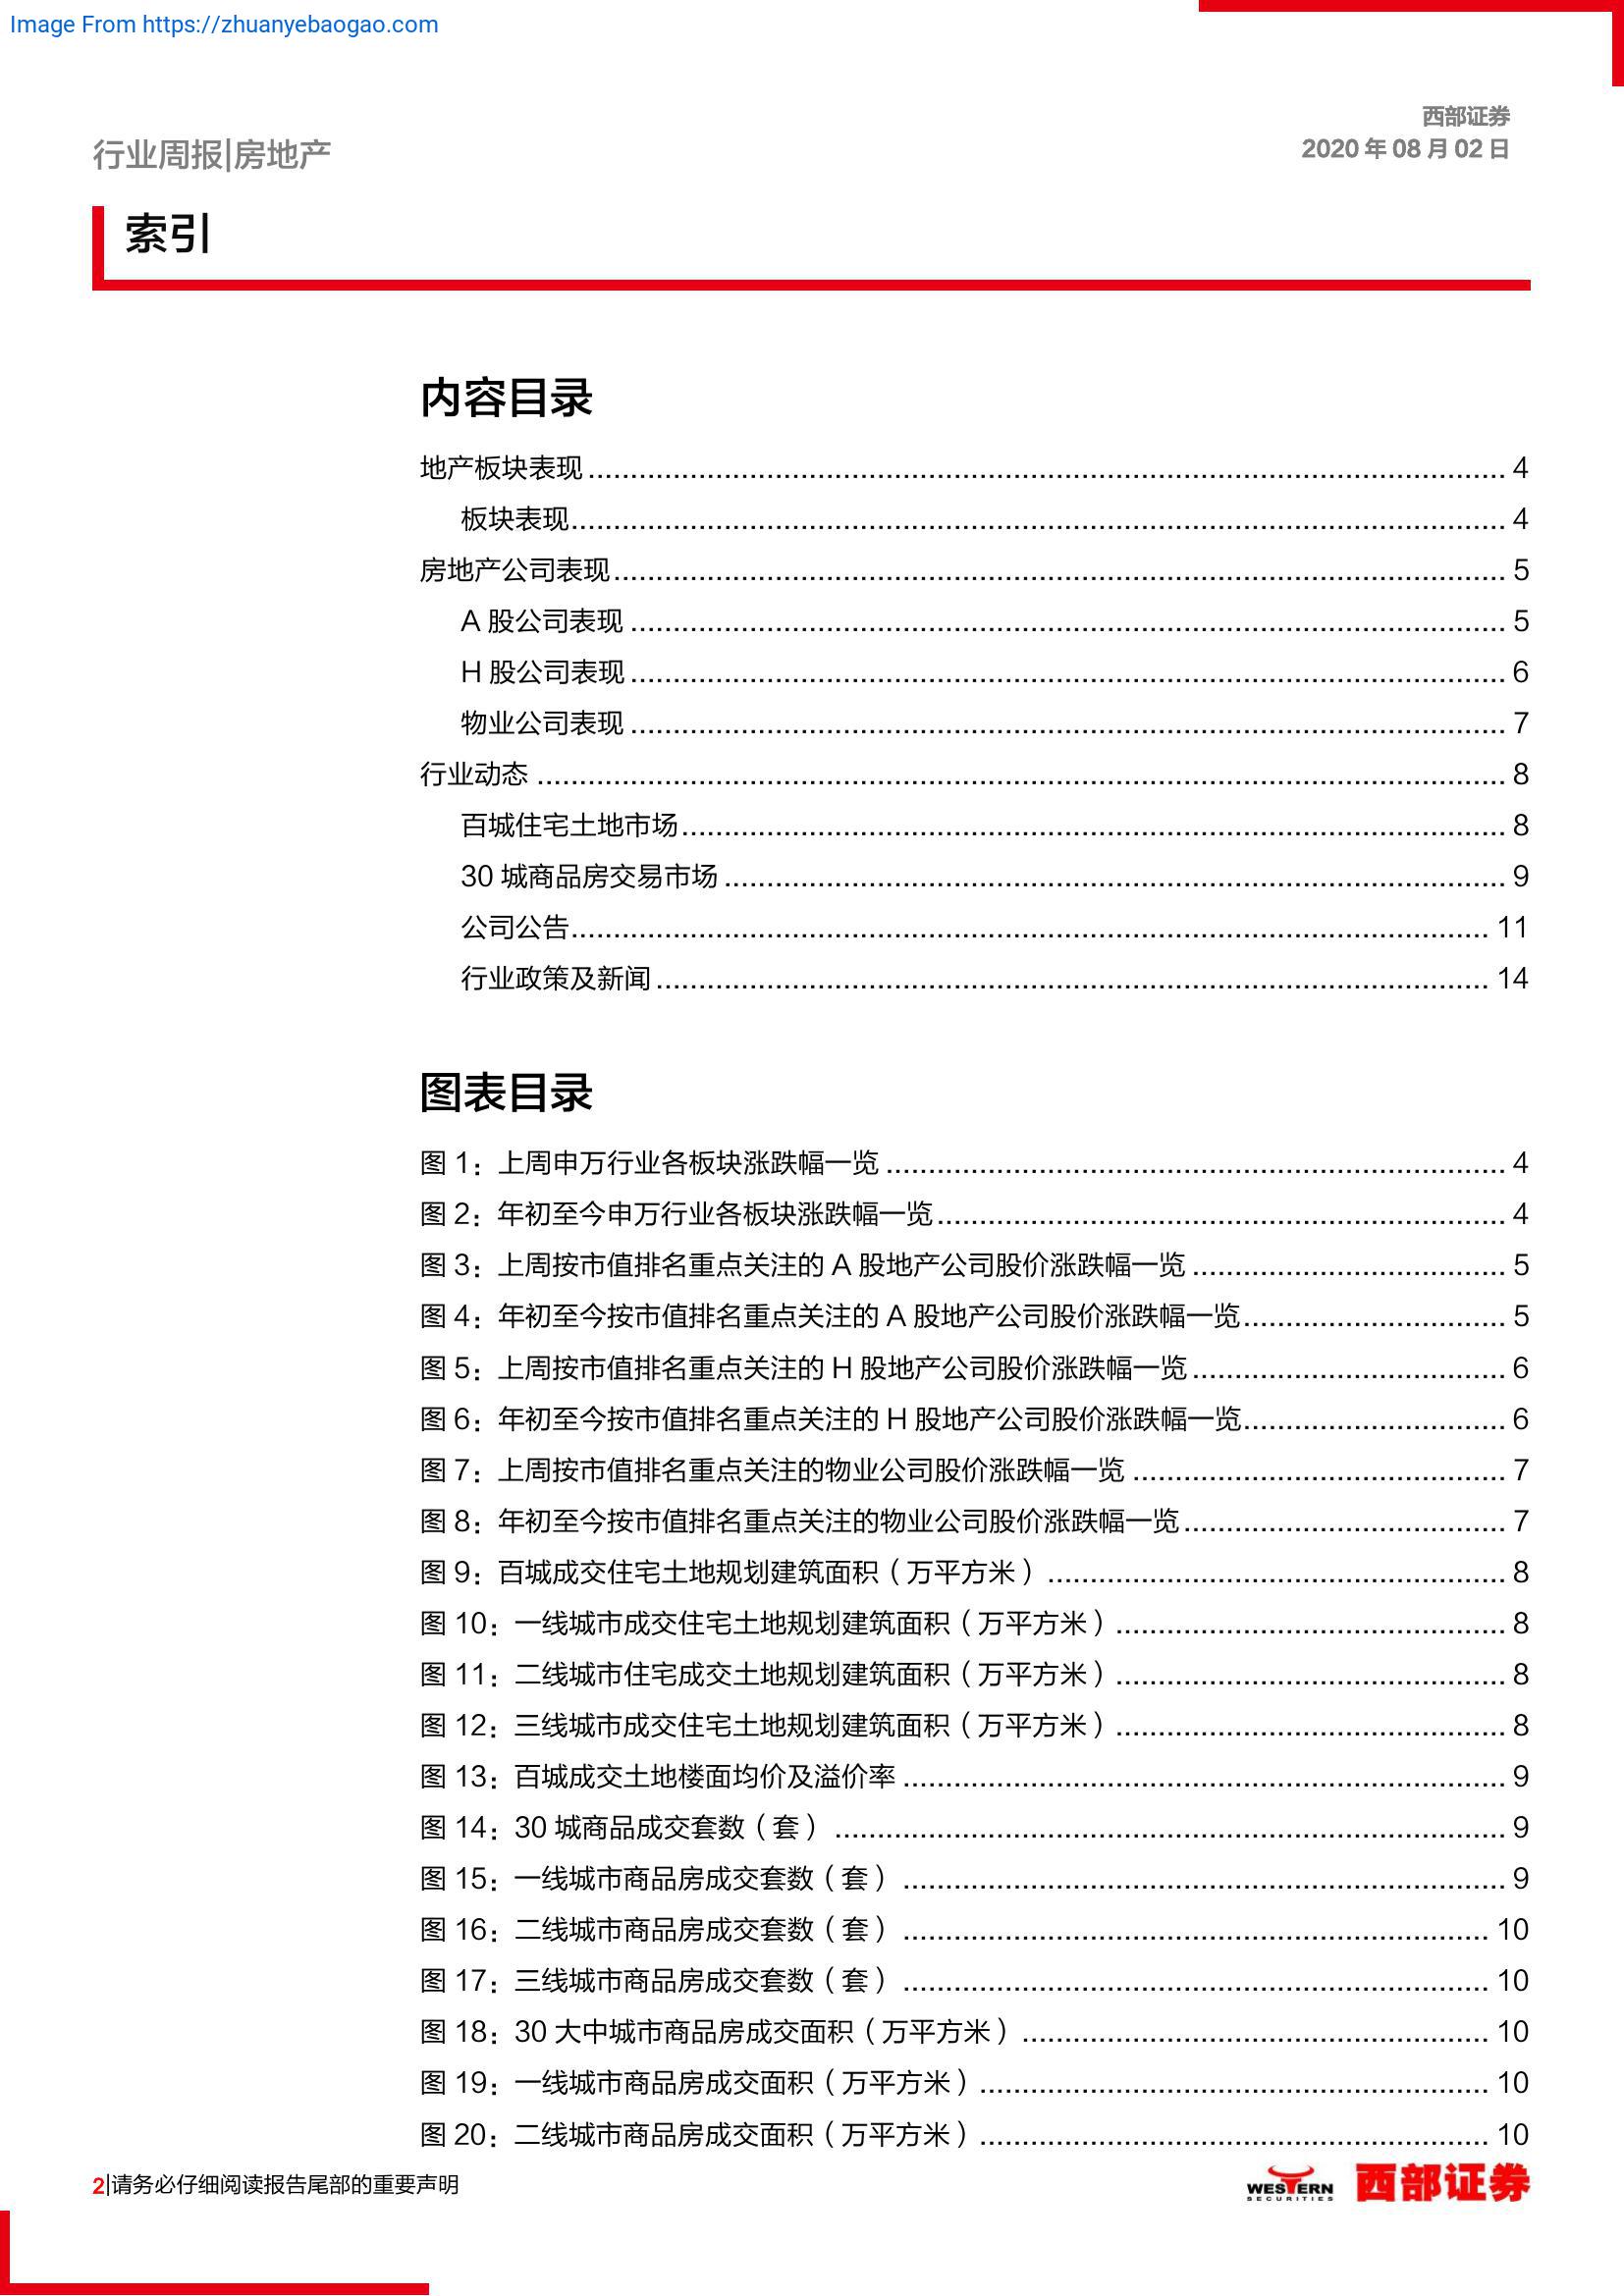 Image From https://zhuanyebaogao.com
西部证券
行业周报|房地产
2020 年 08 月 02 日
索引
内容目录
地产板块表现 4
板块表现 4
房地产公司表现 5
A 股公司表现 5
H 股公司表现 6
物业公司表现 7
行业动态 8
百城住宅土地市场 8
30 城商品房交易市场 9
公司公告 11
行业政策及新闻 14
图表目录
图 1：上周申万行业各板块涨跌幅一览 4
图 2：年初至今申万行业各板块涨跌幅一览 4
图 3：上周按市值排名重点关注的 A 股地产公司股价涨跌幅一览 5
图 4：年初至今按市值排名重点关注的 A 股地产公司股价涨跌幅一览 5
图 5：上周按市值排名重点关注的 H 股地产公司股价涨跌幅一览 6
图 6：年初至今按市值排名重点关注的 H 股地产公司股价涨跌幅一览 6
图 7：上周按市值排名重点关注的物业公司股价涨跌幅一览 7
图 8：年初至今按市值排名重点关注的物业公司股价涨跌幅一览 7
图 9：百城成交住宅土地规划建筑面积（万平方米） 8
图 10：一线城市成交住宅土地规划建筑面积（万平方米） 8
图 11：二线城市住宅成交土地规划建筑面积（万平方米） 8
图 12：三线城市成交住宅土地规划建筑面积（万平方米） 8
图 13：百城成交土地楼面均价及溢价率 9
图 14：30 城商品成交套数（套） 9
图 15：一线城市商品房成交套数（套） 9
图 16：二线城市商品房成交套数（套） 10
图 17：三线城市商品房成交套数（套） 10
图 18：30 大中城市商品房成交面积（万平方米） 10
图 19：一线城市商品房成交面积（万平方米） 10
图 20：二线城市商品房成交面积（万平方米） 10
2|请务必仔细阅读报告尾部的重要声明
WESTERN
SECURITIES
西部证券